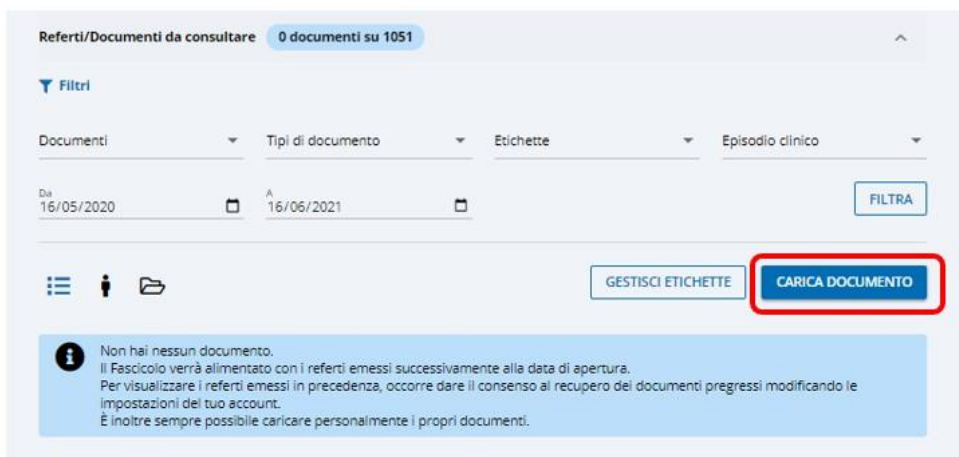 Referti/Documenti da consultare 0 documenti su 1051
Filtri
Documenti Tipi di documento Etichette Episodio clinico
Da A
16/05/2020 16/06/2021 FILTRA
GESTISCI ETICHETTE CARICA DOCUMENTO
Non hai nessun documento.
Il Fascicolo verrà alimentato con i referti emessi successivamente alla data di apertura.
Per visualizzare i referti emessi in precedenza, occorre dare il consenso al recupero dei documenti pregressi modificando le
impostazioni del tuo account.
È inoltre sempre possibile caricare personalmente i propri documenti.